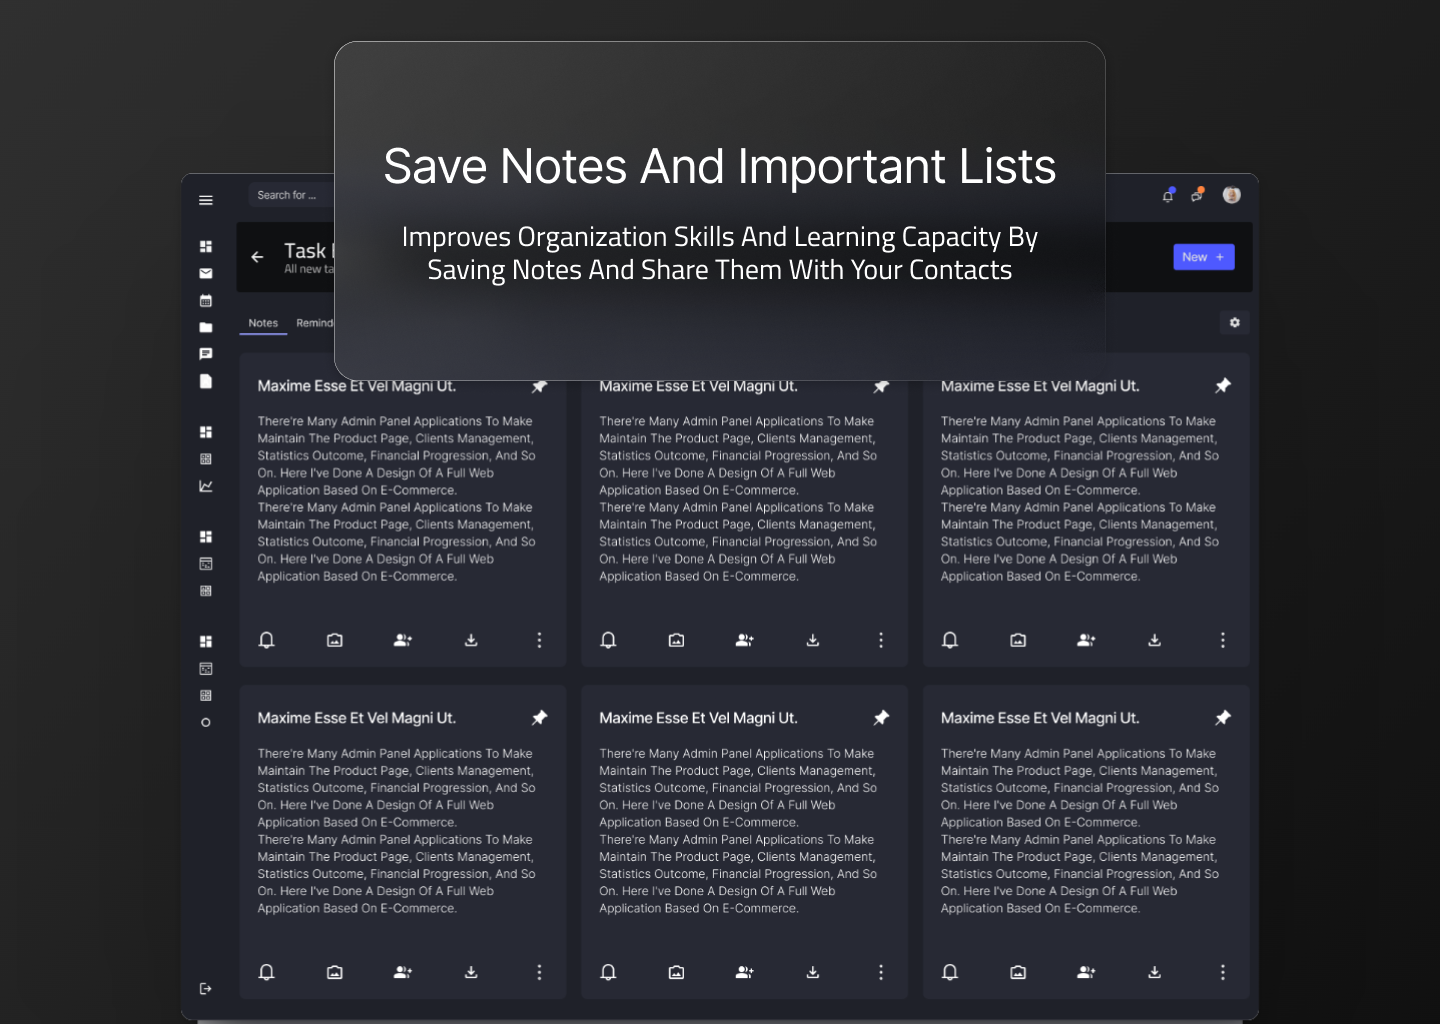 Save Notes And Important Lists
Improves Organization Skills And Learning Capacity By
Saving Notes And Share Them With Your Contacts
Search for ...
Task
All new
New +
Notes
Maxime Esse Et Vel Magni Ut.
There're Many Admin Panel Applications To Make
Maintain The Product Page, Clients Management,
Statistics Outcome, Financial Progression, And So
On. Here I've Done A Design Of A Full Web
Application Based On E-Commerce.
There're Many Admin Panel Applications To Make
Maintain The Product Page, Clients Management,
Statistics Outcome, Financial Progression, And So
On. Here I've Done A Design Of A Full Web
Application Based On E-Commerce.
Maxime Esse Et Vel Magni Ut.
There're Many Admin Panel Applications To Make
Maintain The Product Page, Clients Management,
Statistics Outcome, Financial Progression, And So
On. Here I've Done A Design Of A Full Web
Application Based On E-Commerce.
There're Many Admin Panel Applications To Make
Maintain The Product Page, Clients Management,
Statistics Outcome, Financial Progression, And So
On. Here I've Done A Design Of A Full Web
Application Based On E-Commerce.
Maxime Esse Et Vel Magni Ut.
There're Many Admin Panel Applications To Make
Maintain The Product Page, Clients Management,
Statistics Outcome, Financial Progression, And So
On. Here I've Done A Design Of A Full Web
Application Based On E-Commerce.
There're Many Admin Panel Applications To Make
Maintain The Product Page, Clients Management,
Statistics Outcome, Financial Progression, And So
On. Here I've Done A Design Of A Full Web
Application Based On E-Commerce.
Maxime Esse Et Vel Magni Ut.
There're Many Admin Panel Applications To Make
Maintain The Product Page, Clients Management,
Statistics Outcome, Financial Progression, And So
On. Here I've Done A Design Of A Full Web
Application Based On E-Commerce.
There're Many Admin Panel Applications To Make
Maintain The Product Page, Clients Management,
Statistics Outcome, Financial Progression, And So
On. Here I've Done A Design Of A Full Web
Application Based On E-Commerce.
Maxime Esse Et Vel Magni Ut.
There're Many Admin Panel Applications To Make
Maintain The Product Page, Clients Management,
Statistics Outcome, Financial Progression, And So
On. Here I've Done A Design Of A Full Web
Application Based On E-Commerce.
There're Many Admin Panel Applications To Make
Maintain The Product Page, Clients Management,
Statistics Outcome, Financial Progression, And So
On. Here I've Done A Design Of A Full Web
Application Based On E-Commerce.
Maxime Esse Et Vel Magni Ut.
There're Many Admin Panel Applications To Make
Maintain The Product Page, Clients Management,
Statistics Outcome, Financial Progression, And So
On. Here I've Done A Design Of A Full Web
Application Based On E-Commerce.
There're Many Admin Panel Applications To Make
Maintain The Product Page, Clients Management,
Statistics Outcome, Financial Progression, And So
On. Here I've Done A Design Of A Full Web
Application Based On E-Commerce.